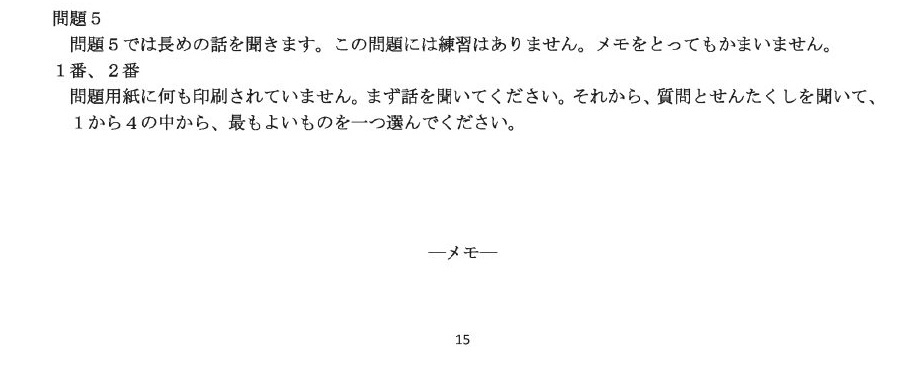 問題５
問題５では長めの話を聞きます。この問題には練習はありません。メモをとってもかまいません。
１番、２番
問題用紙に何も印刷されていません。まず話を聞いてください。それから、質問とせんたくしを聞いて、
１から４の中から、最もよいものを一つ選んでください。
―メモ―
15